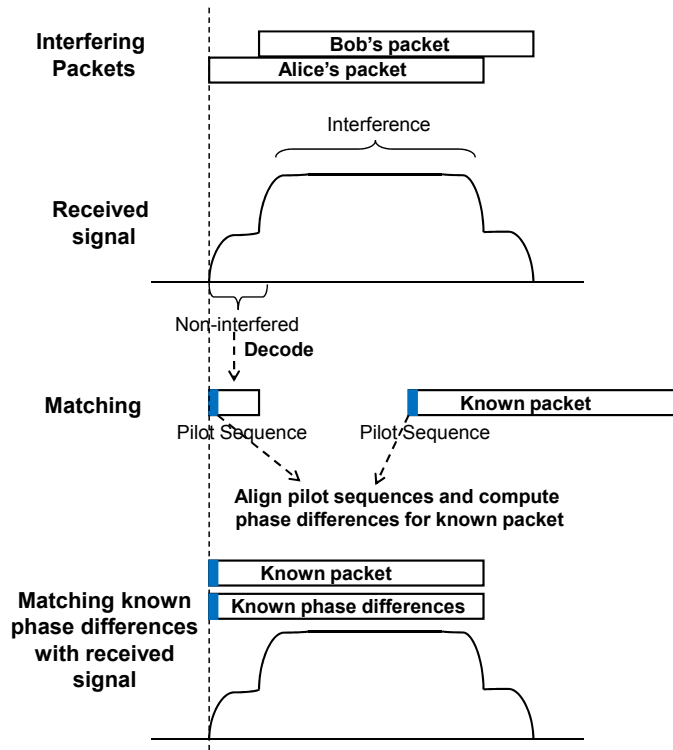 Interfering
Packets
Bob's packet
Alice's packet
Interference
Received
signal
Non-interfered
Decode
Matching
Known packet
Pilot Sequence
Pilot Sequence
Align pilot sequences and compute
phase differences for known packet
Known packet
Matching known
phase differences
with received
signal
Known phase differences